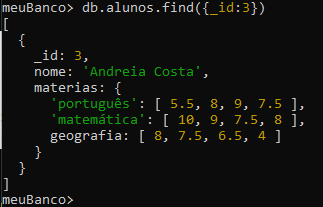 meuBanco> db.alunos.find({_id:3})
[
  {
    _id: 3,
    nome: 'Andreia Costa',
    materias: {
      'português': [ 5.5, 8, 9, 7.5 ],
      'matemática': [ 10, 9, 7.5, 8 ],
      geografia: [ 8, 7.5, 6.5, 4 ]
    }
  }
]
meuBanco>